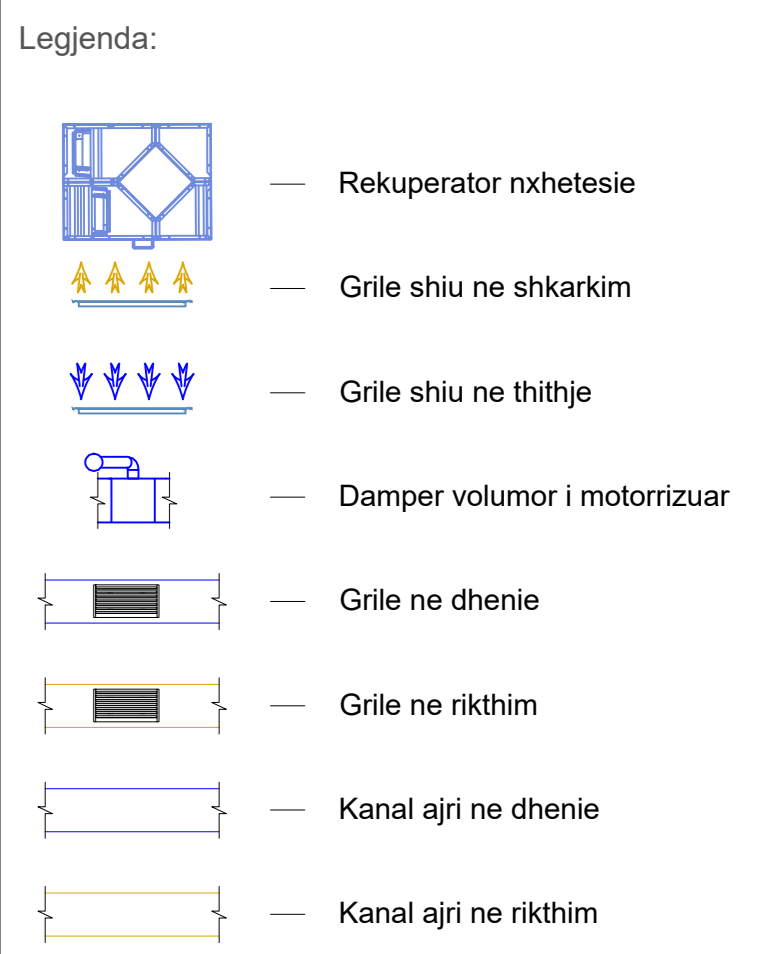 Legjenda:
Rekuperator nxhetesie
Grile shiu ne shkarkim
Grile shiu ne thithje
Damper volumor i motorrizuar
Grile ne dhenie
Grile ne rikthim
Kanal ajri ne dhenie
Kanal ajri ne rikthim